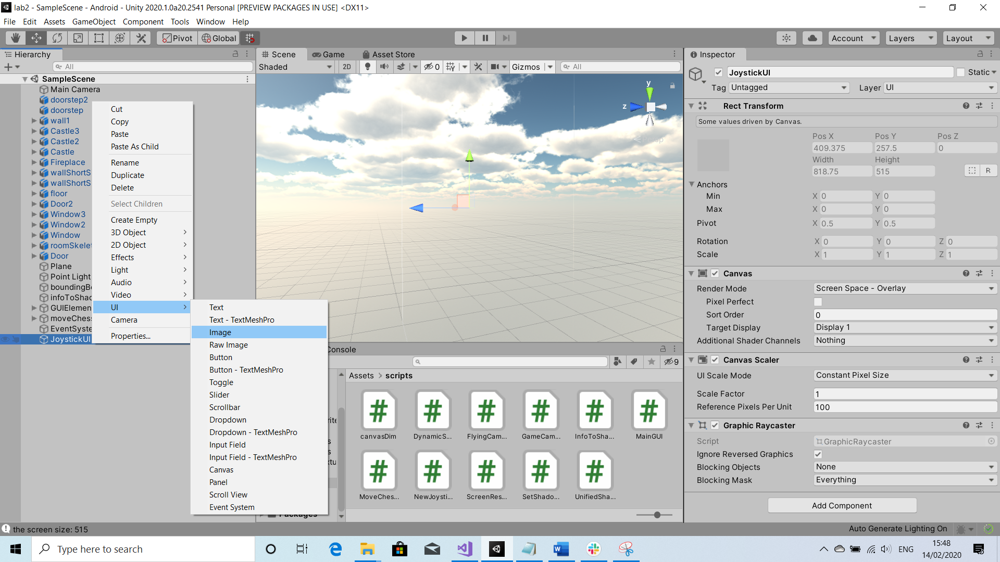 lab2 - SampleScene - Android - Unity 2020.1.0a20.2541 Personal [PREVIEW PACKAGES IN USE] <DX11>
File Edit Assets GameObject Component Tools Window Help
Pivot Global Account Layers Layout
Hierarchy
All
SampleScene
Main Camera
doorstep2
doorstep
wall1
Castle3
Castle2
Castle
Fireplace
wallShortS
wallShortS
floor
Door2
Window3
Window2
Window
roomSkelet
Door
Plane
Point Light
boundingBo
infoToShad
GUIElemen
moveChess
EventSyste
JoystickUI
Cut
Copy
Paste
Paste As Child
Rename
Duplicate
Delete
Select Children
Create Empty
3D Object
2D Object
Effects
Light
Audio
Video
UI
Camera
Properties...
Text
Text - TextMeshPro
Image
Raw Image
Button
Button - TextMeshPro
Toggle
Slider
Scrollbar
Dropdown
Dropdown - TextMeshPro
Input Field
Input Field - TextMeshPro
Canvas
Panel
Scroll View
Event System
Scene Game Asset Store
Shaded 2D 0 Gizmos All
y
z
Persp
Console
9
Assets > scripts
canvasDim DynamicS... FlyingCam... GameCam... InfoToSha... MainGUI
MoveChes... NewJoysti... ScreenRes... SetShado... UnifiedSha...
Packages
Inspector
JoystickUI Static
Tag Untagged Layer UI
Rect Transform
Some values driven by Canvas.
Pos X Pos Y Pos Z
409.375 257.5 0
Width Height
818.75 515
R
Anchors
Min X 0 Y 0
Max X 0 Y 0
Pivot X 0.5 Y 0.5
Rotation X 0 Y 0 Z 0
Scale X 1 Y 1 Z 1
Canvas
Render Mode Screen Space - Overlay
Pixel Perfect
Sort Order 0
Target Display Display 1
Additional Shader Channels Nothing
Canvas Scaler
UI Scale Mode Constant Pixel Size
Scale Factor 1
Reference Pixels Per Unit 100
Graphic Raycaster
Script GraphicRaycaster
Ignore Reversed Graphics
Blocking Objects None
Blocking Mask Everything
Add Component
the screen size: 515
Auto Generate Lighting On
Type here to search
ENG
15:48
14/02/2020